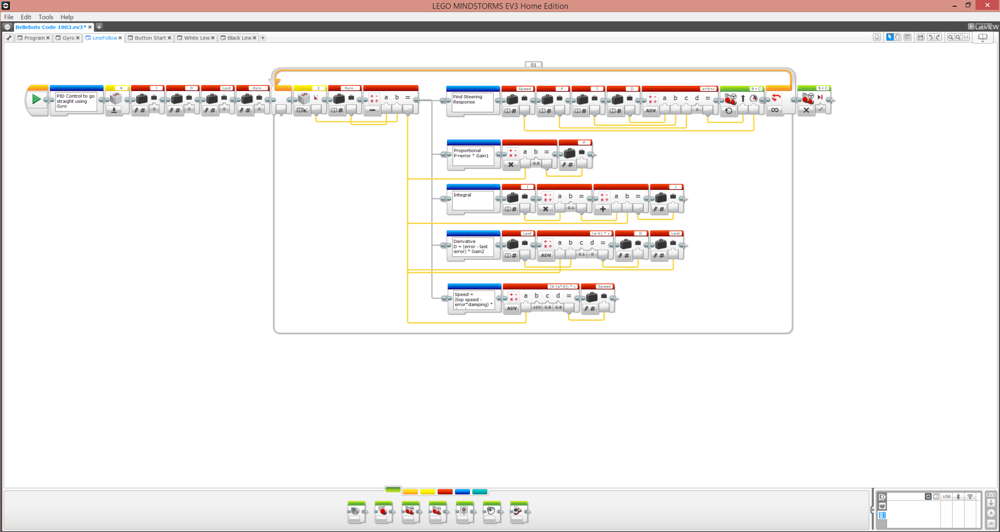 LEGO MINDSTORMS EV3 Home Edition
File Edit Tools Help
Bellebots Code 1003.ev3* × +
LabVIEW
Program × Gyro × LineFollow × Button Start × White Line × Black Line × +
1:1
01
4 I D Last Gyro... 2 Gyro...
PID Control to go
straight using
Gyro
# 0 # 0 # 0 # 0
# a b =
Speed P I D a+b+c B+C B+C
Find Steering
Response
# # # # ADV a b c d = 0
P
Proportional
P=error * Gain1
a b = 0.5 #
I I
Integral
# a b = 0.1 a b = #
Last (a-b) * c D Last
Derivative
D = (error - last
error) * Gain2
# ADV a b c d = 0.1 0 # #
(b-(a*d)) * c Speed
Speed =
(top speed -
error*damping) *
ADV a b c d = 100 0.8 0.8 #
USB
EV3